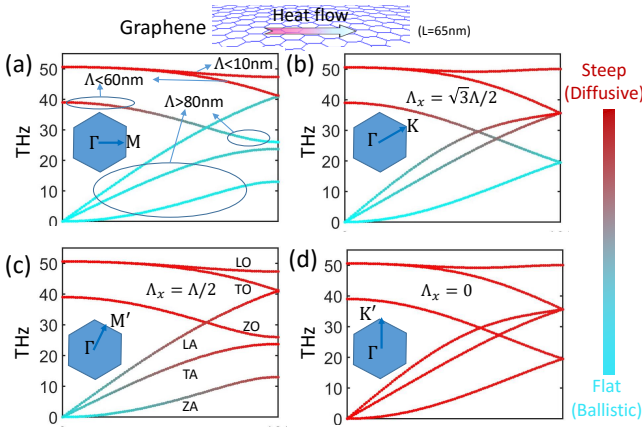 Graphene
Heat flow
(L=65nm)
(a)
50
40
30
20
10
0
THz
Λ<10nm
Λ<60nm
Λ>80nm
Γ
M
(b)
50
40
30
20
10
0
THz
Λx = √3Λ/2
Γ
K
Steep
(Diffusive)
(c)
50
40
30
20
10
0
THz
Λx = Λ/2
LO
TO
ZO
LA
TA
ZA
Γ
M′
(d)
50
40
30
20
10
0
THz
Λx = 0
K′
Γ
Flat
(Ballistic)